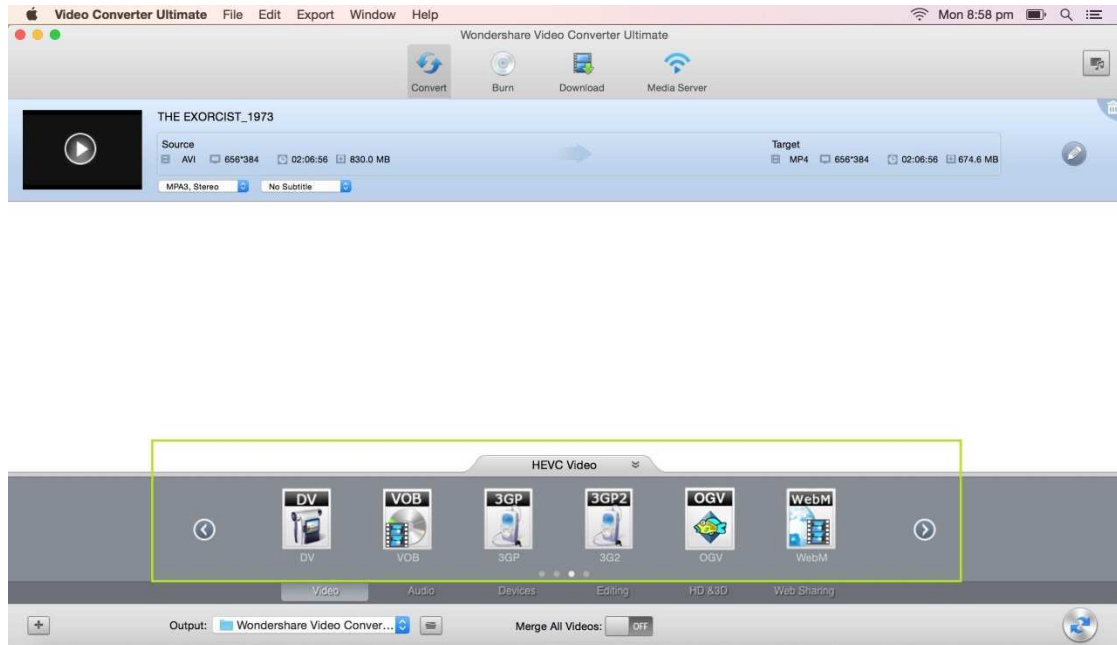 Video Converter Ultimate File Edit Export Window Help Mon 8:58 pm
Wondershare Video Converter Ultimate
Convert Burn Download Media Server
THE EXORCIST_1973
Source Target
AVI 656*384 02:06:56 830.0 MB MP4 656*384 02:06:56 674.6 MB
MPA3, Stereo No Subtitle
HEVC Video
DV VOB 3GP 3GP2 OGV WebM
DV VOB 3GP 3G2 OGV WebM
Video Audio Devices Editing HD &3D Web Sharing
Output: Wondershare Video Conver... Merge All Videos: OFF